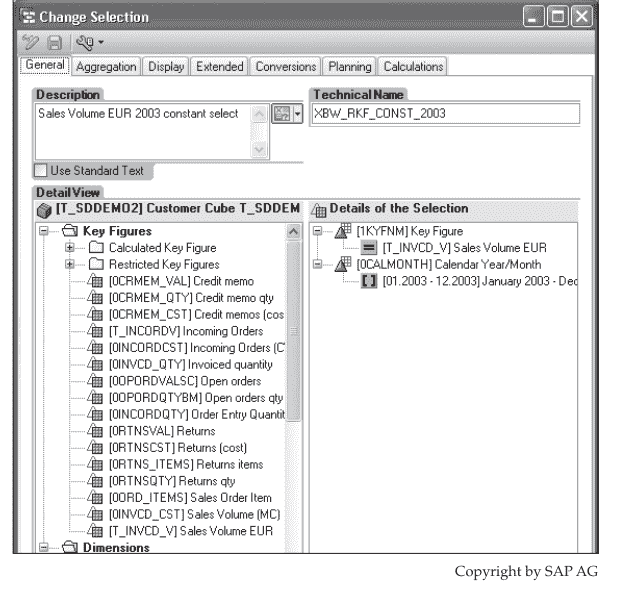 Change Selection
General Aggregation Display Extended Conversions Planning Calculations
Description
Sales Volume EUR 2003 constant select
Use Standard Text
Technical Name
XBW_RKF_CONST_2003
Detail View
[T_SDDEMO2] Customer Cube T_SDDEM
Key Figures
Calculated Key Figure
Restricted Key Figures
[0CRMEM_VAL] Credit memo
[0CRMEM_QTY] Credit memo qty
[0CRMEM_CST] Credit memos (cos
[T_INCORDV] Incoming Orders
[0INCORDCST] Incoming Orders (C
[0INVCD_QTY] Invoiced quantity
[0OPORDVALSC] Open orders
[0OPORDQTYBM] Open orders qty
[0INCORDQTY] Order Entry Quantit
[0RTNSVAL] Returns
[0RTNSCST] Returns (cost)
[0RTNS_ITEMS] Returns items
[0RTNSQTY] Returns qty
[0ORD_ITEMS] Sales Order Item
[0INVCD_CST] Sales Volume (MC)
[T_INVCD_V] Sales Volume EUR
Dimensions
Details of the Selection
[1KYFNM] Key Figure
[T_INVCD_V] Sales Volume EUR
[0CALMONTH] Calendar Year/Month
[01.2003 - 12.2003] January 2003 - Dec
Copyright by SAP AG